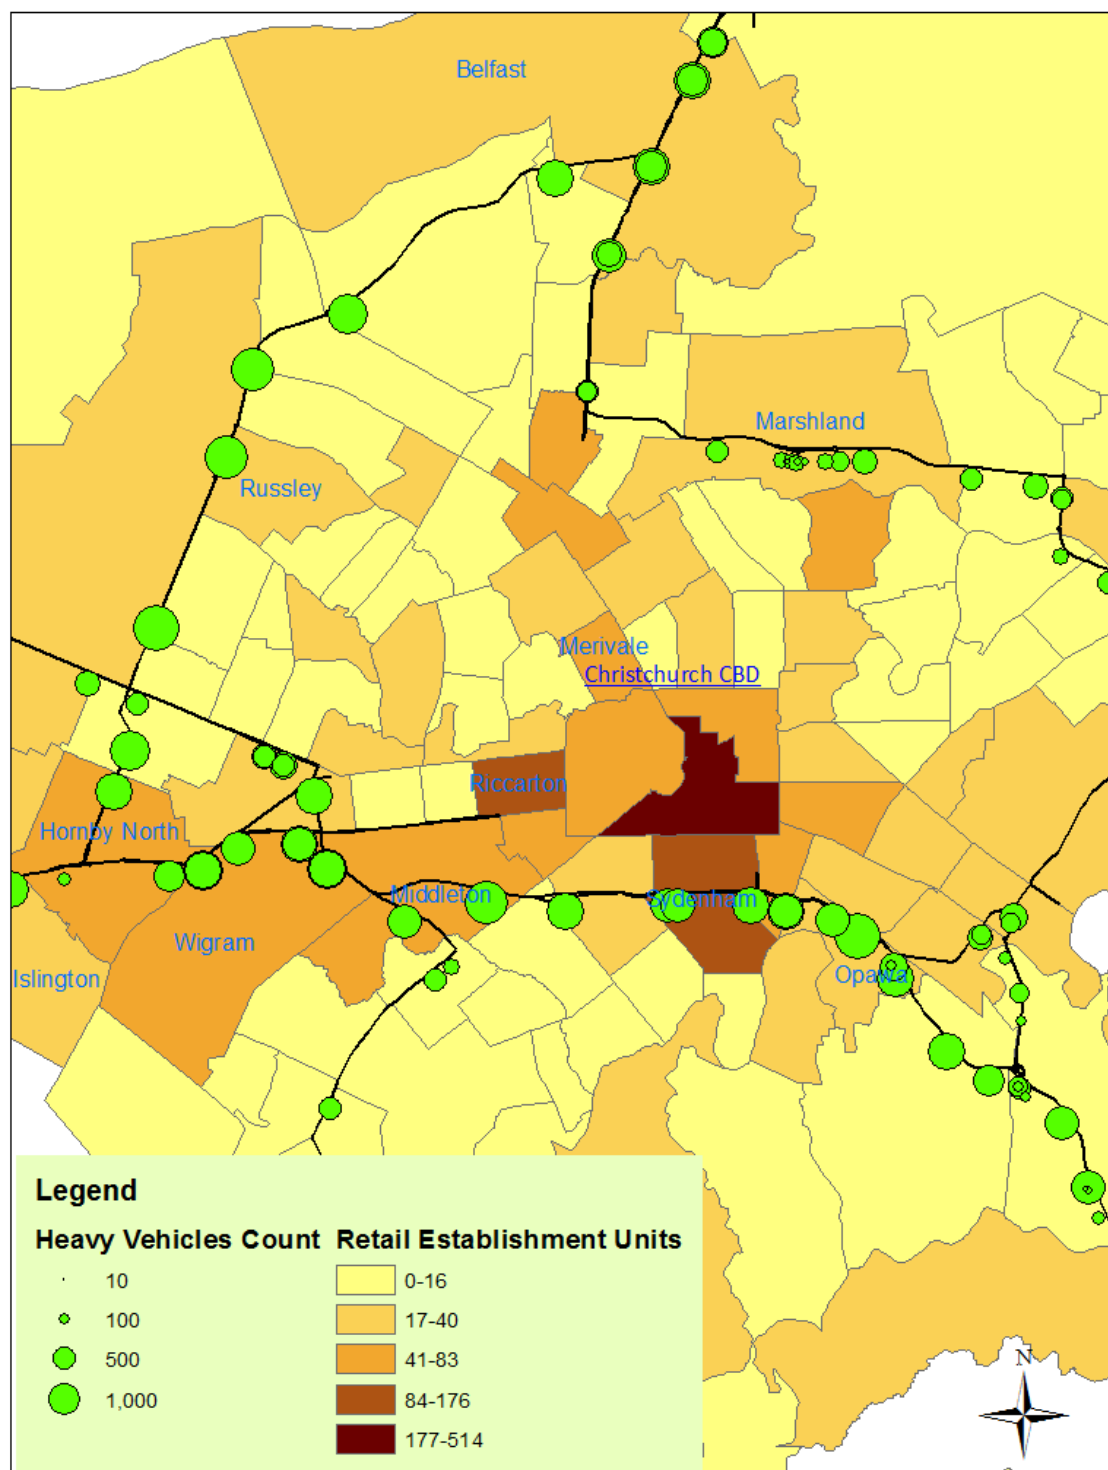 Belfast
Marshland
Russley
Merivale
Christchurch CBD
Riccarton
Hornby North
Middleton
Sydenham
Wigram
Islington
Opawa
Legend
Heavy Vehicles Count Retail Establishment Units
10 0-16
100 17-40
500 41-83
1,000 84-176
177-514
N